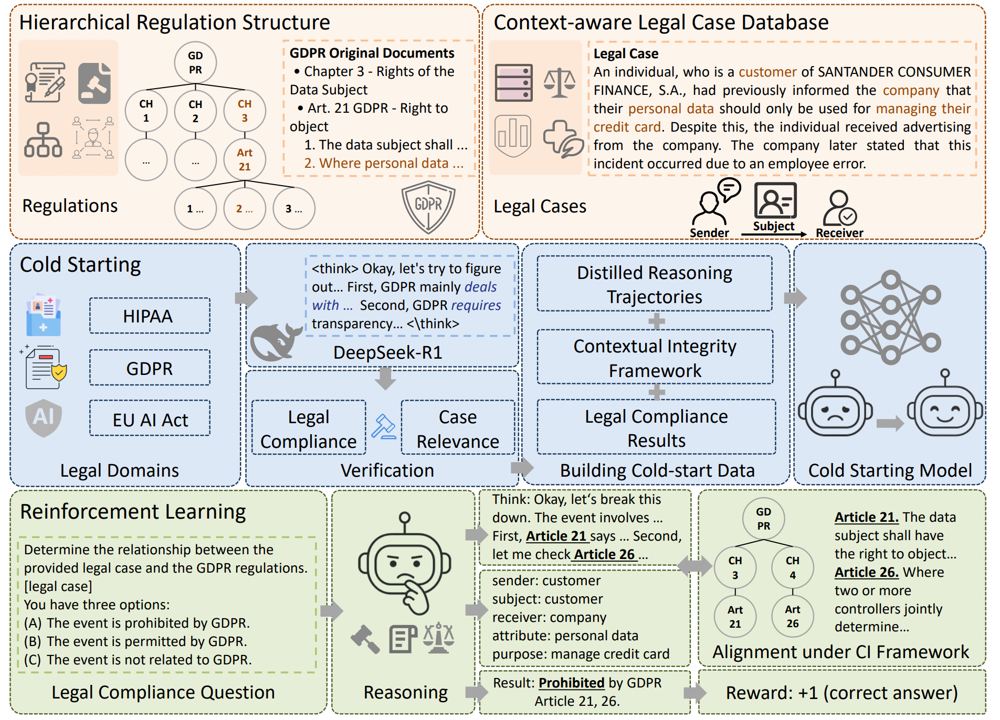 Hierarchical Regulation Structure
GD
PR
CH
1
CH
2
CH
3
...
...
Art
21
1 ...
2 ...
3 ...
Regulations
GDPR Original Documents
• Chapter 3 - Rights of the
Data Subject
• Art. 21 GDPR - Right to
object
1. The data subject shall ...
2. Where personal data ...
GDPR
Context-aware Legal Case Database
Legal Case
An individual, who is a customer of SANTANDER CONSUMER
FINANCE, S.A., had previously informed the company that
their personal data should only be used for managing their
credit card. Despite this, the individual received advertising
from the company. The company later stated that this
incident occurred due to an employee error.
Legal Cases
Sender
Subject
Receiver
Cold Starting
HIPAA
GDPR
AI
EU AI Act
Legal Domains
<think> Okay, let's try to figure
out... First, GDPR mainly deals
with ... Second, GDPR requires
transparency... <\think>
DeepSeek-R1
Legal
Compliance
Case
Relevance
Verification
Distilled Reasoning
Trajectories
Contextual Integrity
Framework
Legal Compliance
Results
Building Cold-start Data
Cold Starting Model
Reinforcement Learning
Determine the relationship between the
provided legal case and the GDPR regulations.
[legal case]
You have three options:
(A) The event is prohibited by GDPR.
(B) The event is permitted by GDPR.
(C) The event is not related to GDPR.
Legal Compliance Question
Reasoning
Think: Okay, let‘s break this
down. The event involves ...
First, Article 21 says ... Second,
let me check Article 26 ...
sender: customer
subject: customer
receiver: company
attribute: personal data
purpose: manage credit card
Result: Prohibited by GDPR
Article 21, 26.
GD
PR
CH
3
CH
4
Art
21
Art
26
Article 21. The data
subject shall have
the right to object...
Article 26. Where
two or more
controllers jointly
determine...
Alignment under CI Framework
Reward: +1 (correct answer)